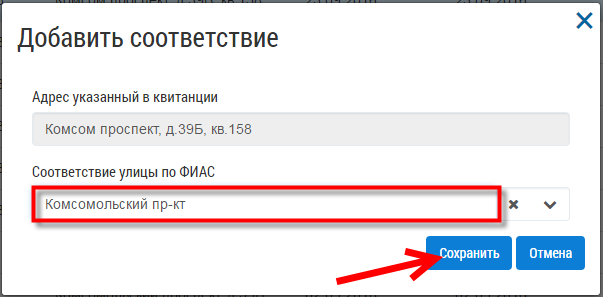 Добавить соответствие
Адрес указанный в квитанции
Комсом проспект, д.39Б, кв.158
Соответствие улицы по ФИАС
Комсомольский пр-кт
Сохранить
Отмена